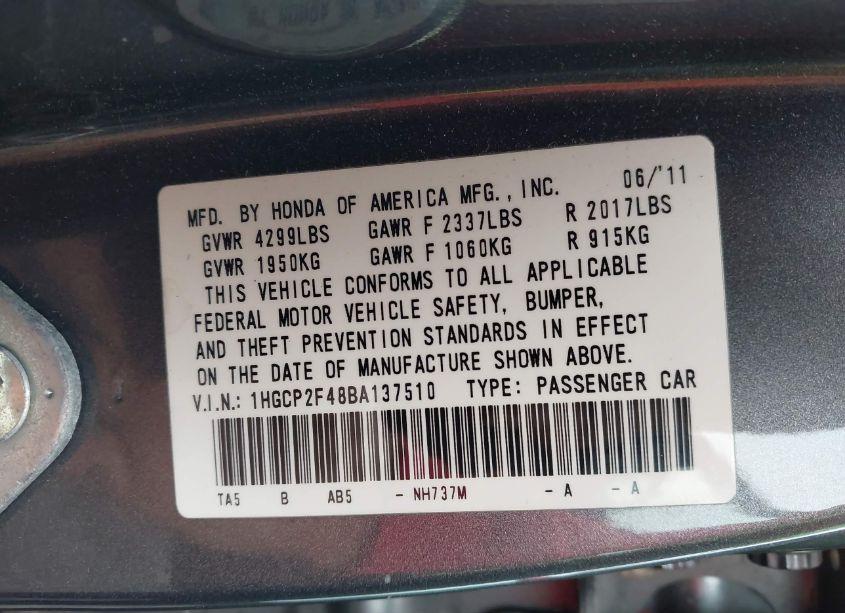 MFD. BY HONDA OF AMERICA MFG., INC. 06/'11
GVWR 4299LBS GAWR F 2337LBS R 2017LBS
GVWR 1950KG GAWR F 1060KG R 915KG
THIS VEHICLE CONFORMS TO ALL APPLICABLE
FEDERAL MOTOR VEHICLE SAFETY, BUMPER,
AND THEFT PREVENTION STANDARDS IN EFFECT
ON THE DATE OF MANUFACTURE SHOWN ABOVE.
V.I.N.: 1HGCP2F48BA137510 TYPE: PASSENGER CAR
TA5 B AB5 - NH737M - A - A